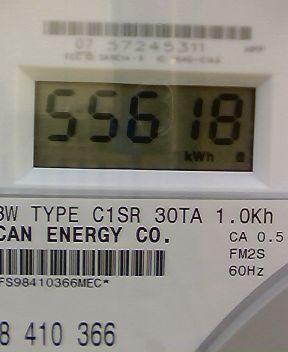 07 57245311
55618
kWh
3W TYPE C1SR 30TA 1.0Kh
CAN ENERGY CO.
CA 0.5
FM2S
60Hz
FS98410366MEC*
8 410 366